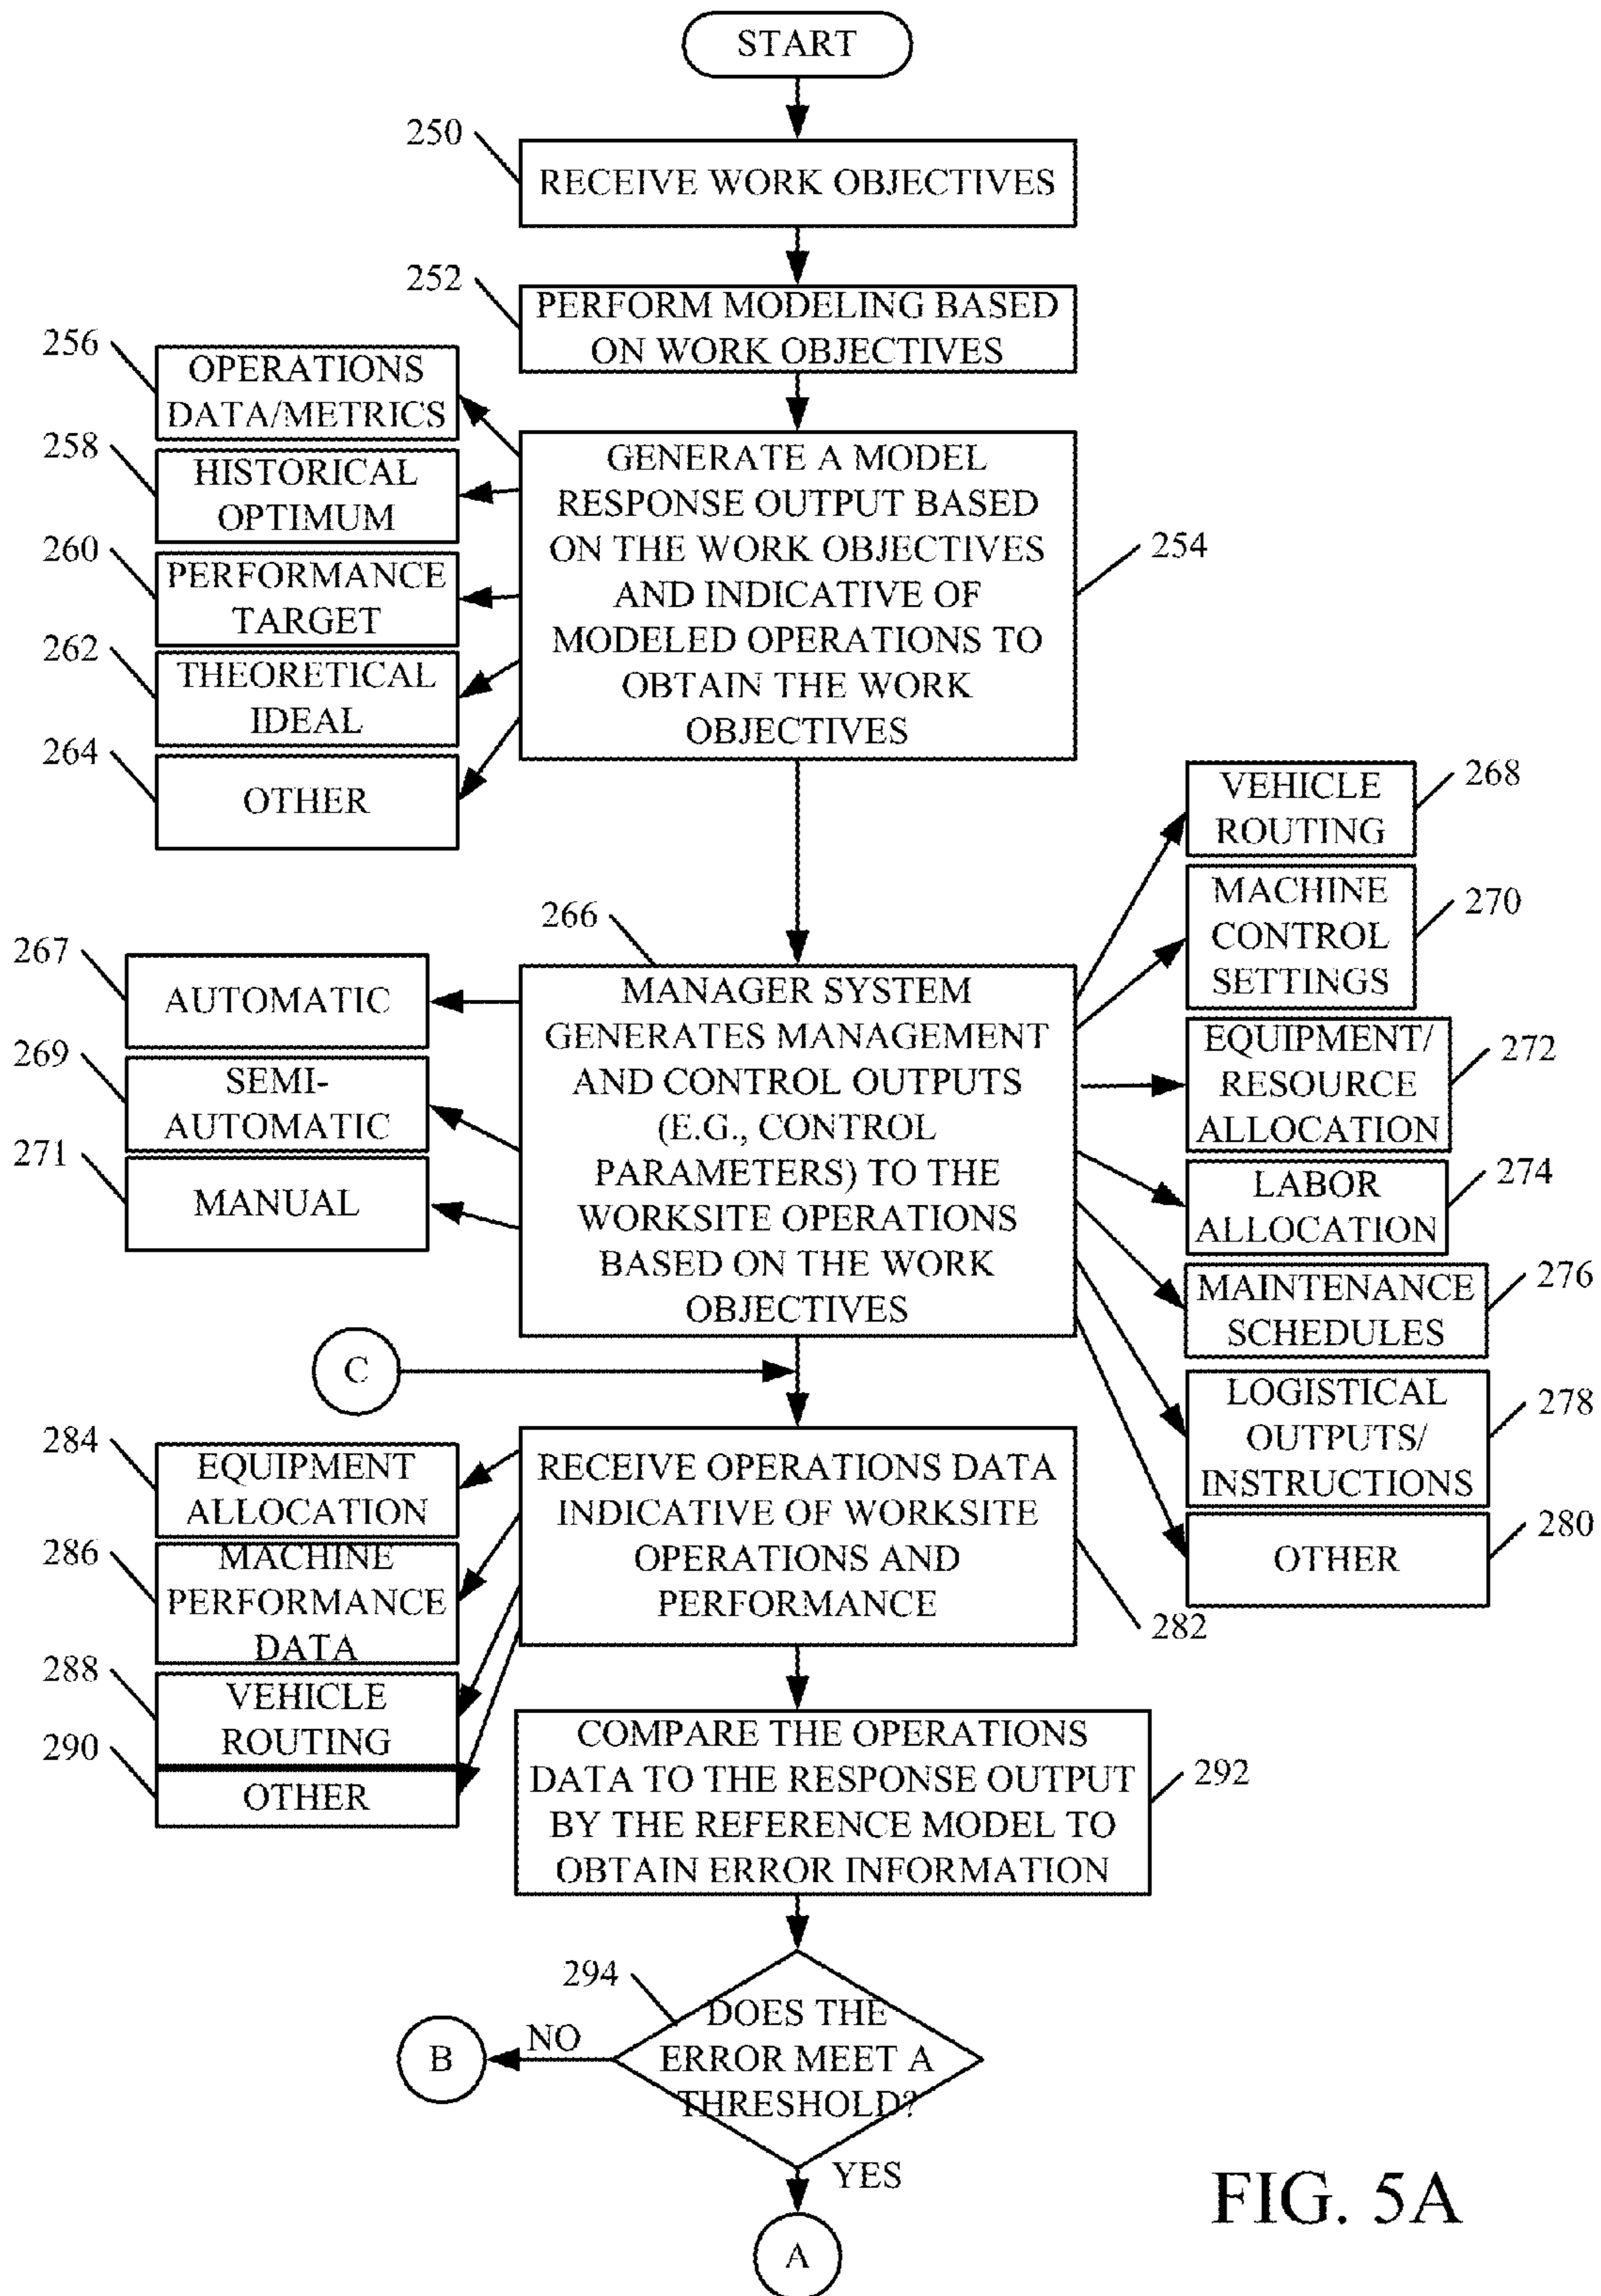 START
250
RECEIVE WORK OBJECTIVES
252
PERFORM MODELING BASED
ON WORK OBJECTIVES
256
OPERATIONS
DATA/METRICS
258
HISTORICAL
OPTIMUM
260
PERFORMANCE
TARGET
262
THEORETICAL
IDEAL
264
OTHER
GENERATE A MODEL
RESPONSE OUTPUT BASED
ON THE WORK OBJECTIVES
AND INDICATIVE OF
MODELED OPERATIONS TO
OBTAIN THE WORK
OBJECTIVES
254
267
AUTOMATIC
269
SEMI-
AUTOMATIC
271
MANUAL
266
MANAGER SYSTEM
GENERATES MANAGEMENT
AND CONTROL OUTPUTS
(E.G., CONTROL
PARAMETERS) TO THE
WORKSITE OPERATIONS
BASED ON THE WORK
OBJECTIVES
VEHICLE
ROUTING
268
MACHINE
CONTROL
SETTINGS
270
EQUIPMENT/
RESOURCE
ALLOCATION
272
LABOR
ALLOCATION
274
MAINTENANCE
SCHEDULES
276
LOGISTICAL
OUTPUTS/
INSTRUCTIONS
278
OTHER
280
C
284
EQUIPMENT
ALLOCATION
286
MACHINE
PERFORMANCE
DATA
288
VEHICLE
ROUTING
290
OTHER
RECEIVE OPERATIONS DATA
INDICATIVE OF WORKSITE
OPERATIONS AND
PERFORMANCE
282
COMPARE THE OPERATIONS
DATA TO THE RESPONSE OUTPUT
BY THE REFERENCE MODEL TO
OBTAIN ERROR INFORMATION
292
294
DOES THE
ERROR MEET A
THRESHOLD?
NO
B
YES
A
FIG. 5A